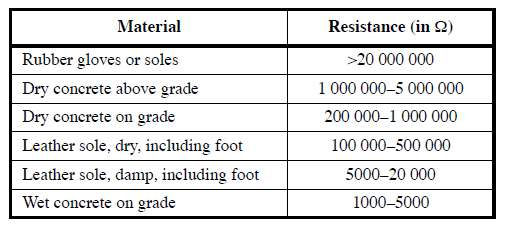 Material Resistance (in Ω)
Rubber gloves or soles >20 000 000
Dry concrete above grade 1 000 000–5 000 000
Dry concrete on grade 200 000–1 000 000
Leather sole, dry, including foot 100 000–500 000
Leather sole, damp, including foot 5000–20 000
Wet concrete on grade 1000–5000